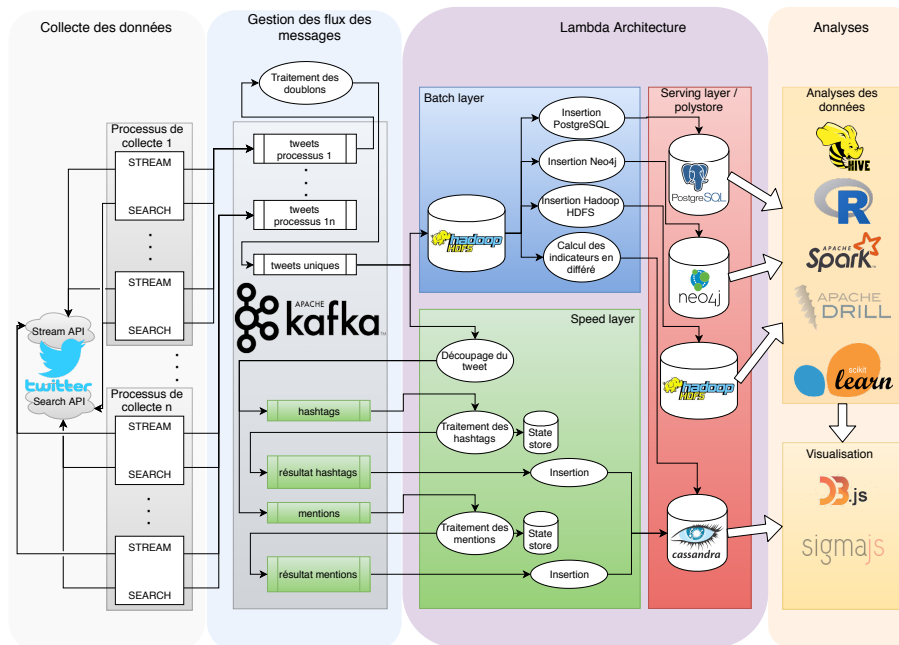 Collecte des données
Gestion des flux des
messages
Lambda Architecture
Analyses
Traitement des
doublons
Processus de
collecte 1
STREAM
SEARCH
STREAM
SEARCH
Stream API
twitter
Search API
Processus de
collecte n
STREAM
SEARCH
STREAM
SEARCH
tweets
processus 1
tweets
processus 1n
tweets uniques
APACHE
kafka
hashtags
résultat hashtags
mentions
résultat mentions
Batch layer
Insertion
PostgreSQL
Insertion Neo4j
Insertion Hadoop
HDFS
Calcul des
indicateurs en
différé
hadoop
HDFS
Speed layer
Découpage du
tweet
Traitement des
hashtags
State
store
Insertion
Traitement des
mentions
State
store
Insertion
Serving layer /
polystore
PostgreSQL
neo4j
hadoop
HDFS
cassandra
Analyses des
données
HIVE
R
APACHE
Spark
APACHE
DRILL
scikit
learn
Visualisation
D3.js
sigmajs